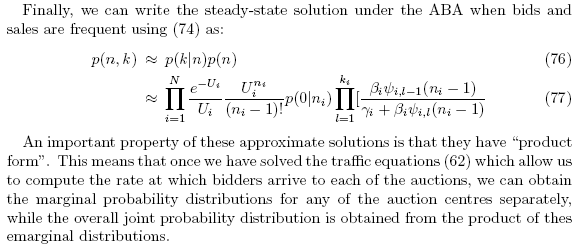 Finally, we can write the steady-state solution under the ABA when bids and
sales are frequent using (74) as:
p(n, k) ≈ p(k|n)p(n) (76)
≈ ∏_{i=1}^{N} \frac{e^{-U_i}}{U_i} \frac{U_i^{n_i}}{(n_i - 1)!} p(0|n_i) ∏_{l=1}^{k_i} [\frac{β_i ψ_{i,l-1}(n_i - 1)}{γ_i + β_i ψ_{i,l}(n_i - 1)} (77)
An important property of these approximate solutions is that they have “product
form”. This means that once we have solved the traffic equations (62) which allow us
to compute the rate at which bidders arrive to each of the auctions, we can obtain
the marginal probability distributions for any of the auction centres separately,
while the overall joint probability distribution is obtained from the product of thes
emarginal distributions.